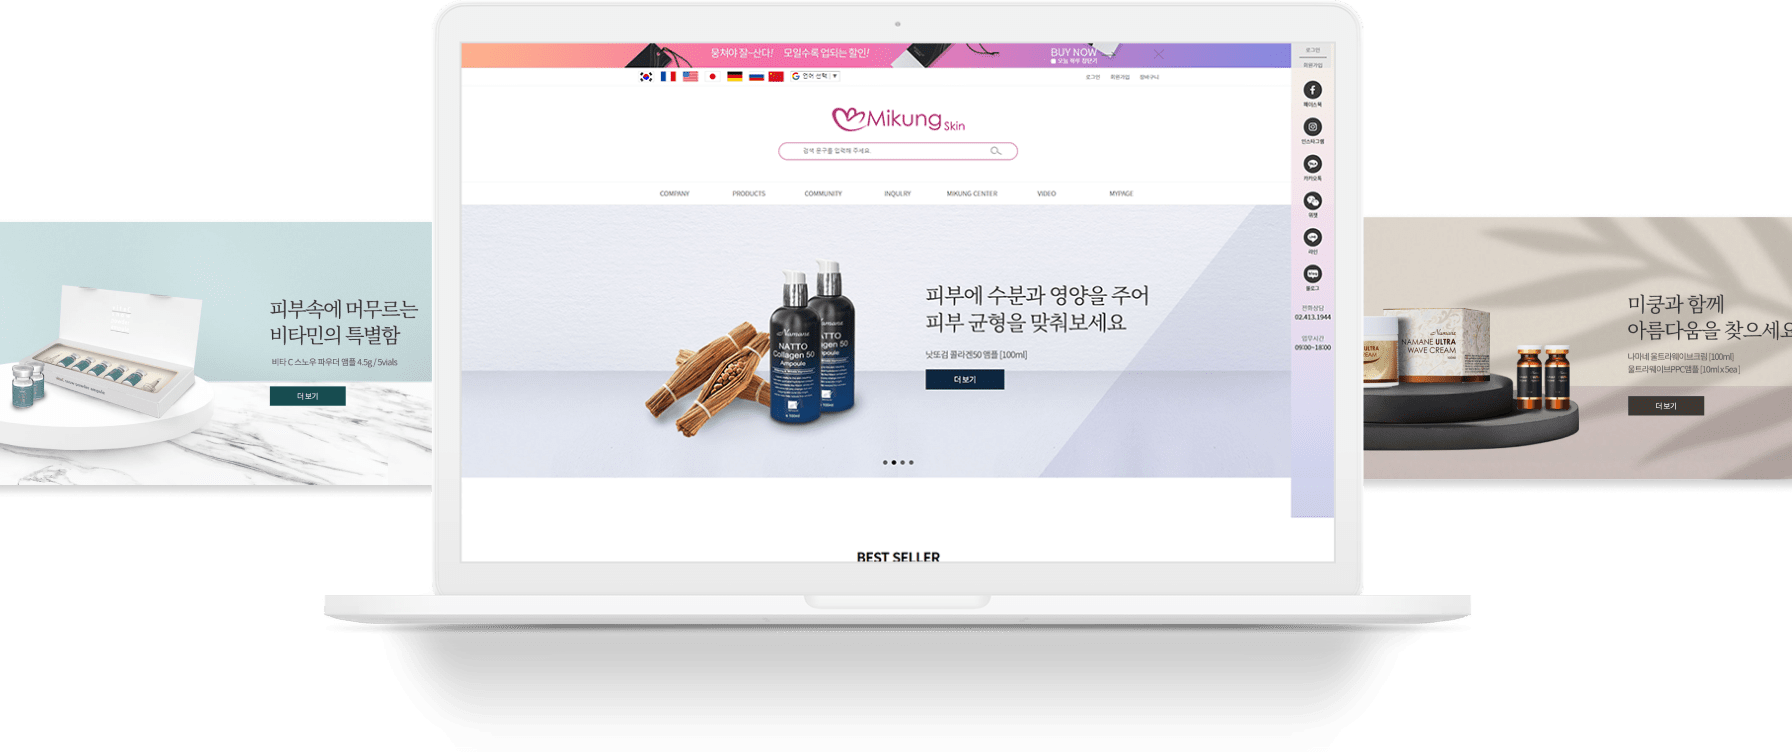 뭉쳐야 잘~산다! 모일수록 업되는 할인!
BUY NOW
오늘 하루 감닫기
언어 선택
로그인 회원가입 장바구니
Mikung Skin
검색 문구를 입력해 주세요.
COMPANY PRODUCTS COMMUNITY INQUIRY MIKUNG CENTER VIDEO MYPAGE
피부에 수분과 영양을 주어
피부 균형을 맞춰보세요
낫또검 콜라겐50 앰플 [100ml]
더 보기
Namane
NATTO
Collagen 50
Ampoule
BEST SELLER
로그인
회원가입
페이스북
인스타그램
카카오톡
위챗
라인
블로그
전화상담
02.413.1944
업무시간
09:00~18:00
피부속에 머무르는
비타민의 특별함
비타 C 스노우 파우더 앰플 4.5g / 5vials
더 보기
미쿵과 함께
아름다움을 찾으세요
나마네 울트라웨이브크림 [100ml]
울트라웨이브PPC앰플 [10ml x 5ea]
더 보기
Namane
NAMANE ULTRA
WAVE CREAM